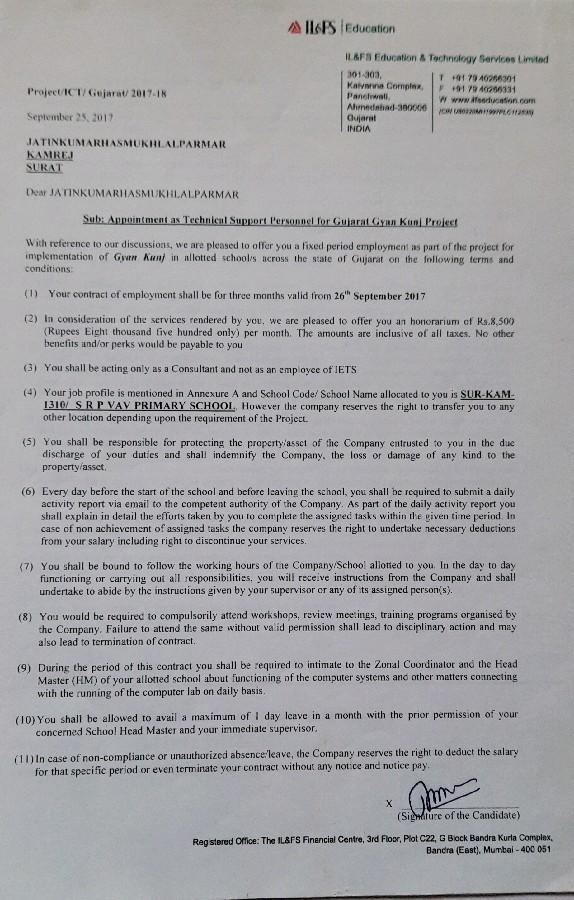 IL&FS Education
IL&FS Education & Technology Services Limited
301-303,
Kalyanna Complex,
Panchwati,
Ahmedabad-380006
Gujarat
INDIA
T +91 79 40266301
F +91 79 40266331
W www.ilfseducation.com
Project/ICT/ Gujarat/ 2017-18
September 25, 2017
JATINKUMARHASMUKHLALPARMAR
KAMREJ
SURAT
Dear JATINKUMARHASMUKHLALPARMAR
Sub: Appointment as Technical Support Personnel for Gujarat Gyan Kunj Project
With reference to our discussions, we are pleased to offer you a fixed period employment as part of the project for
implementation of Gyan Kunj in allotted school/s across the state of Gujarat on the following terms and
conditions:
(1) Your contract of employment shall be for three months valid from 26th September 2017
(2) In consideration of the services rendered by you, we are pleased to offer you an honorarium of Rs.8,500
(Rupees Eight thousand five hundred only) per month. The amounts are inclusive of all taxes. No other
benefits and/or perks would be payable to you
(3) You shall be acting only as a Consultant and not as an employee of IETS
(4) Your job profile is mentioned in Annexure A and School Code/ School Name allocated to you is SUR-KAM-
1310/ S R P VAV PRIMARY SCHOOL. However the company reserves the right to transfer you to any
other location depending upon the requirement of the Project.
(5) You shall be responsible for protecting the property/asset of the Company entrusted to you in the due
discharge of your duties and shall indemnify the Company, the loss or damage of any kind to the
property/asset.
(6) Every day before the start of the school and before leaving the school, you shall be required to submit a daily
activity report via email to the competent authority of the Company. As part of the daily activity report you
shall explain in detail the efforts taken by you to complete the assigned tasks within the given time period. In
case of non achievement of assigned tasks the company reserves the right to undertake necessary deductions
from your salary including right to discontinue your services.
(7) You shall be bound to follow the working hours of the Company/School allotted to you. In the day to day
functioning or carrying out all responsibilities, you will receive instructions from the Company and shall
undertake to abide by the instructions given by your supervisor or any of its assigned person(s).
(8) You would be required to compulsorily attend workshops, review meetings, training programs organised by
the Company. Failure to attend the same without valid permission shall lead to disciplinary action and may
also lead to termination of contract.
(9) During the period of this contract you shall be required to intimate to the Zonal Coordinator and the Head
Master (HM) of your allotted school about functioning of the computer systems and other matters connecting
with the running of the computer lab on daily basis.
(10) You shall be allowed to avail a maximum of 1 day leave in a month with the prior permission of your
concerned School Head Master and your immediate supervisor.
(11) In case of non-compliance or unauthorized absence/leave, the Company reserves the right to deduct the salary
for that specific period or even terminate your contract without any notice and notice pay.
X
(Signature of the Candidate)
Registered Office: The IL&FS Financial Centre, 3rd Floor, Plot C22, G Block Bandra Kurla Complex,
Bandra (East), Mumbai - 400 051